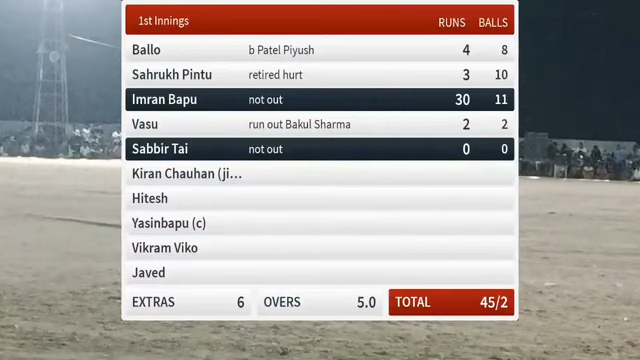 1st Innings RUNS BALLS
Ballo b Patel Piyush 4 8
Sahrukh Pintu retired hurt 3 10
Imran Bapu not out 30 11
Vasu run out Bakul Sharma 2 2
Sabbir Tai not out 0 0
Kiran Chauhan (ji...
Hitesh
Yasinbapu (c)
Vikram Viko
Javed
EXTRAS 6 OVERS 5.0 TOTAL 45/2